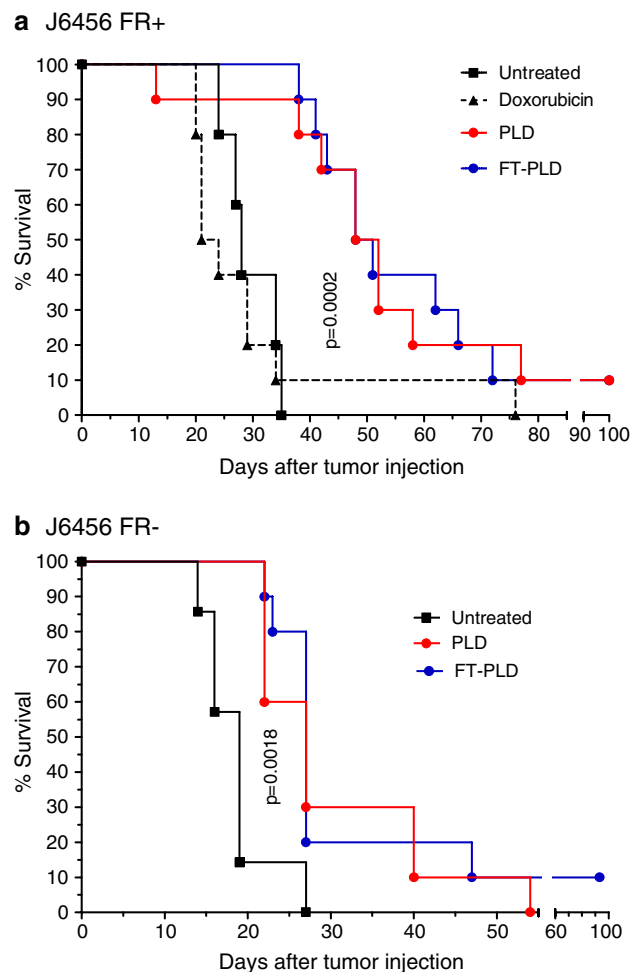 a J6456 FR+
100
90
80
70
60
50
40
30
20
10
0
% Survival
Untreated
Doxorubicin
PLD
FT-PLD
p=0.0002
0 10 20 30 40 50 60 70 80 90 100
Days after tumor injection
b J6456 FR-
100
90
80
70
60
50
40
30
20
10
0
% Survival
Untreated
PLD
FT-PLD
p=0.0018
0 10 20 30 40 50 60 80 100
Days after tumor injection